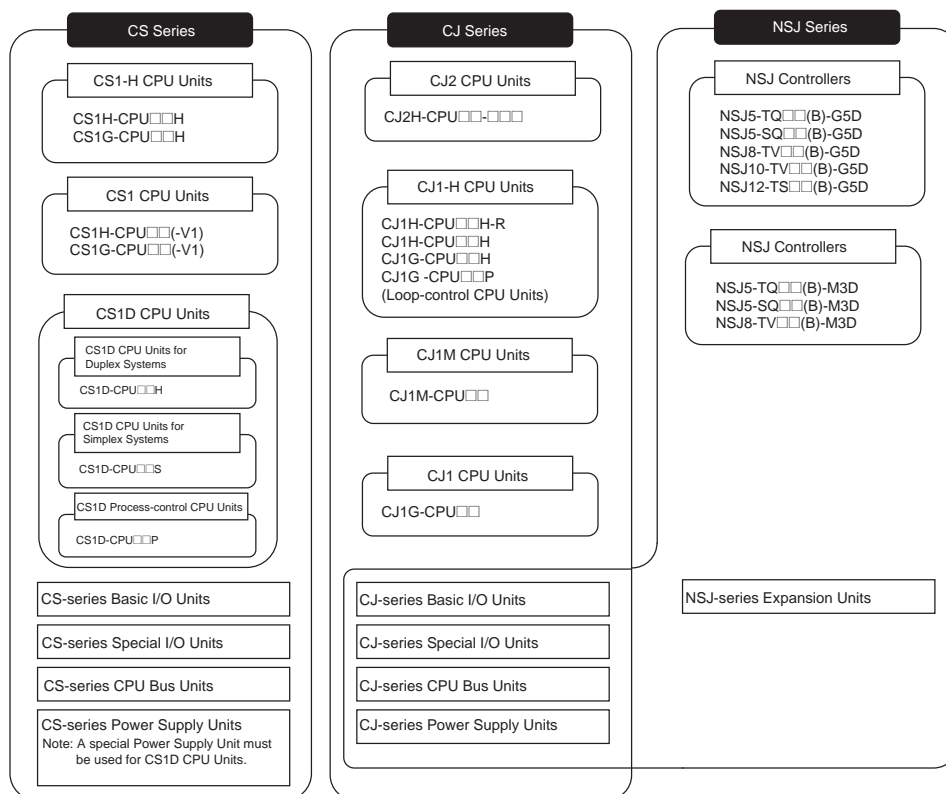 CS Series
CS1-H CPU Units
CS1H-CPU□□H
CS1G-CPU□□H
CS1 CPU Units
CS1H-CPU□□(-V1)
CS1G-CPU□□(-V1)
CS1D CPU Units
CS1D CPU Units for
Duplex Systems
CS1D-CPU□□H
CS1D CPU Units for
Simplex Systems
CS1D-CPU□□S
CS1D Process-control CPU Units
CS1D-CPU□□P
CS-series Basic I/O Units
CS-series Special I/O Units
CS-series CPU Bus Units
CS-series Power Supply Units
Note: A special Power Supply Unit must
be used for CS1D CPU Units.
CJ Series
CJ2 CPU Units
CJ2H-CPU□□-□□□
CJ1-H CPU Units
CJ1H-CPU□□H-R
CJ1H-CPU□□H
CJ1G-CPU□□H
CJ1G -CPU□□P
(Loop-control CPU Units)
CJ1M CPU Units
CJ1M-CPU□□
CJ1 CPU Units
CJ1G-CPU□□
CJ-series Basic I/O Units
CJ-series Special I/O Units
CJ-series CPU Bus Units
CJ-series Power Supply Units
NSJ Series
NSJ Controllers
NSJ5-TQ□□(B)-G5D
NSJ5-SQ□□(B)-G5D
NSJ8-TV□□(B)-G5D
NSJ10-TV□□(B)-G5D
NSJ12-TS□□(B)-G5D
NSJ Controllers
NSJ5-TQ□□(B)-M3D
NSJ5-SQ□□(B)-M3D
NSJ8-TV□□(B)-M3D
NSJ-series Expansion Units